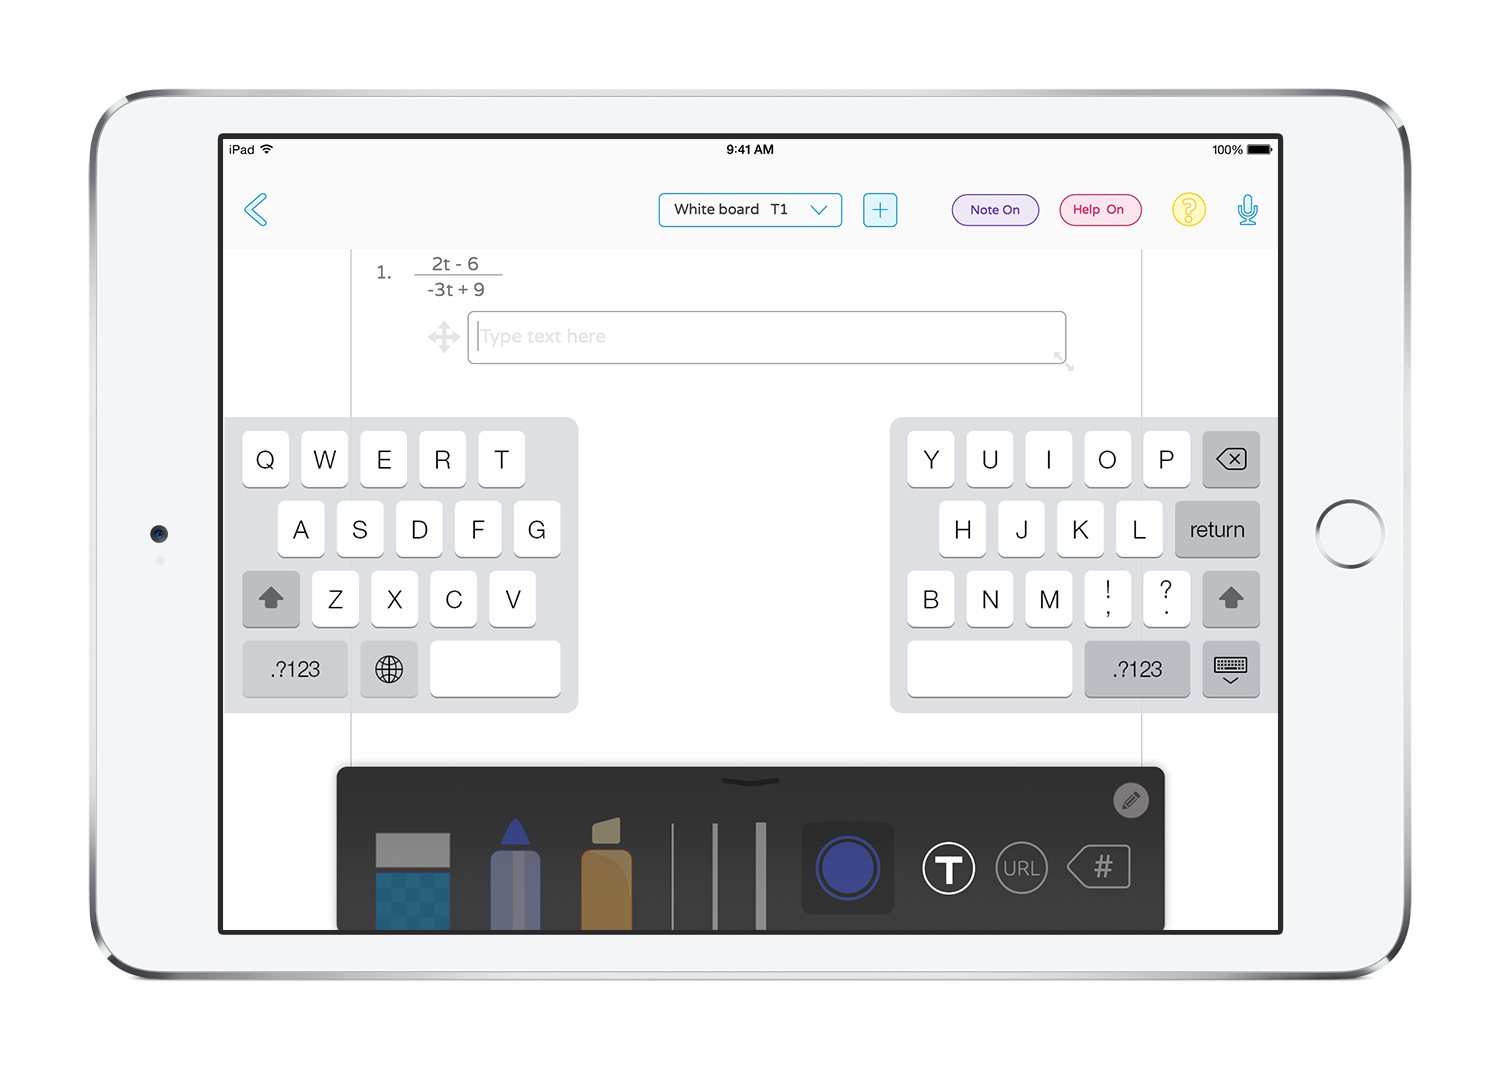 iPad 9:41 AM 100%
White board T1 + Note On Help On ?
1. 2t - 6
-3t + 9
Type text here
Q W E R T Y U I O P
A S D F G H J K L return
Z X C V B N M ! , ? .
.?123 .?123
T URL #